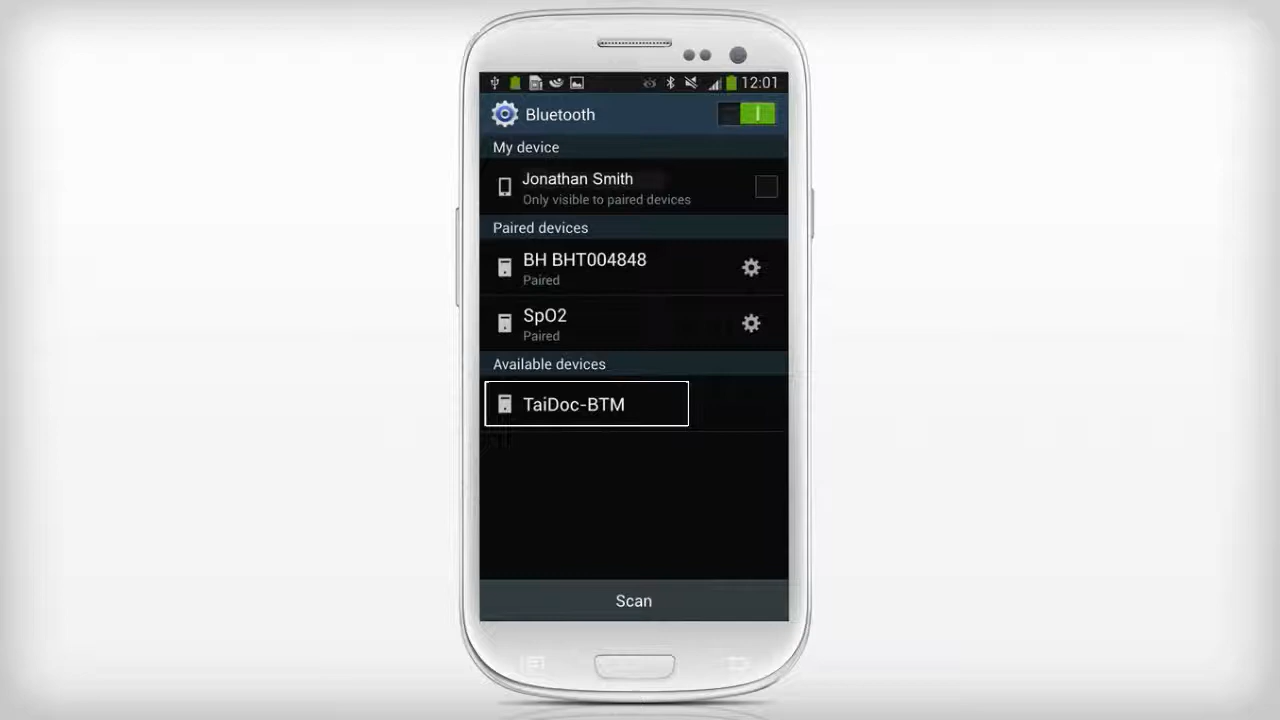 12:01
Bluetooth
My device
Jonathan Smith
Only visible to paired devices
Paired devices
BH BHT004848
Paired
SpO2
Paired
Available devices
TaiDoc-BTM
Scan